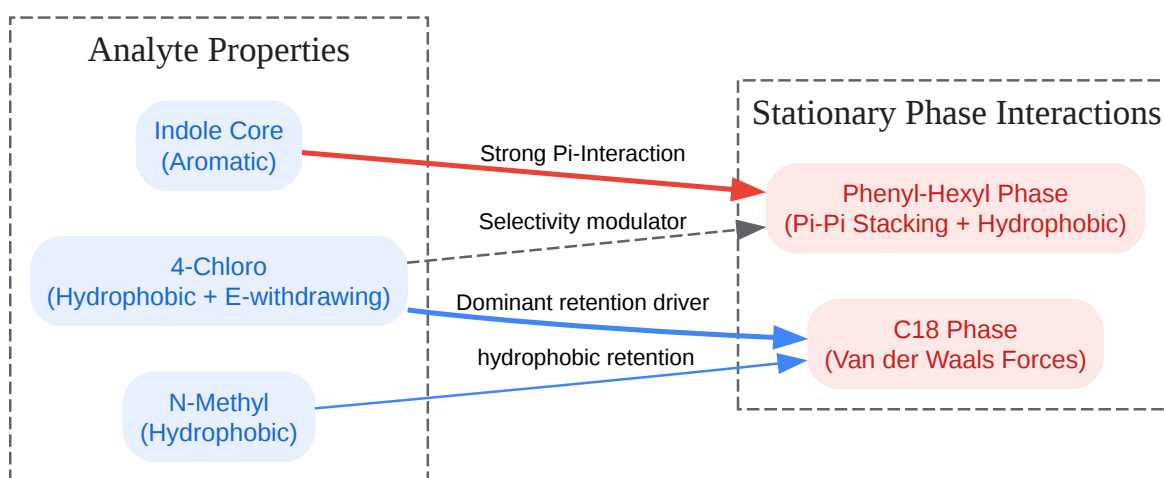 Analyte Properties
Indole Core
(Aromatic)
4-Chloro
(Hydrophobic + E-withdrawing)
N-Methyl
(Hydrophobic)
Strong Pi-Interaction
Selectivity modulator
Dominant retention driver
hydrophobic retention
Stationary Phase Interactions
Phenyl-Hexyl Phase
(Pi-Pi Stacking + Hydrophobic)
C18 Phase
(Van der Waals Forces)